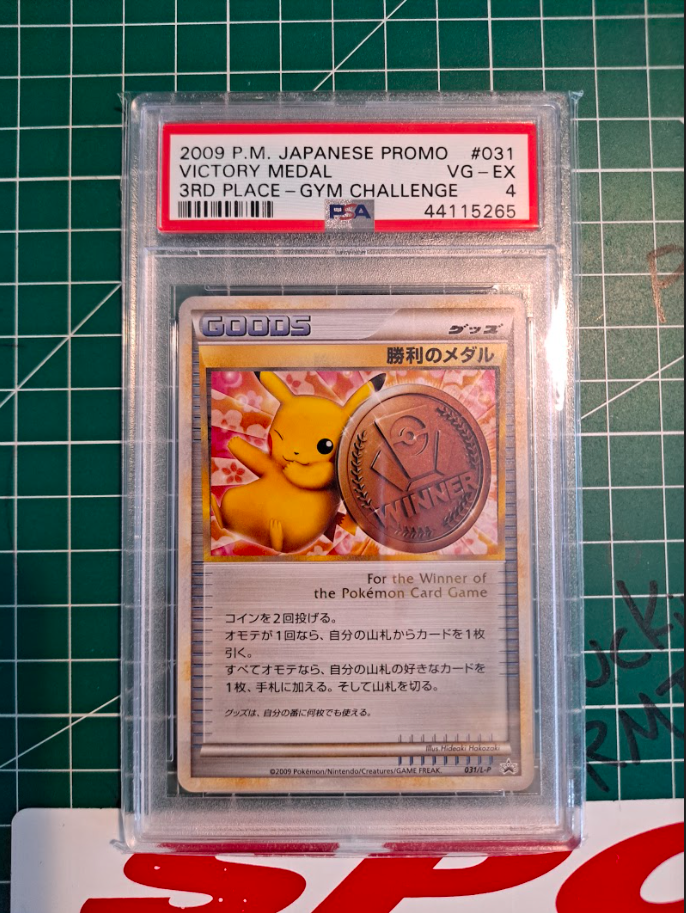 2009 P.M. JAPANESE PROMO #031
VICTORY MEDAL VG-EX
3RD PLACE-GYM CHALLENGE 4
PSA 44115265
GOODS グッズ
勝利のメダル
WINNER
For the Winner of
the Pokémon Card Game
コインを2回投げる。
オモテが1回なら、自分の山札からカードを1枚
引く。
すべてオモテなら、自分の山札の好きなカードを
1枚、手札に加える。そして山札を切る。
グッズは、自分の番に何枚でも使える。
Illus. Hideaki Hakozaki
©2009 Pokémon/Nintendo/Creatures/GAME FREAK. 031/L-P